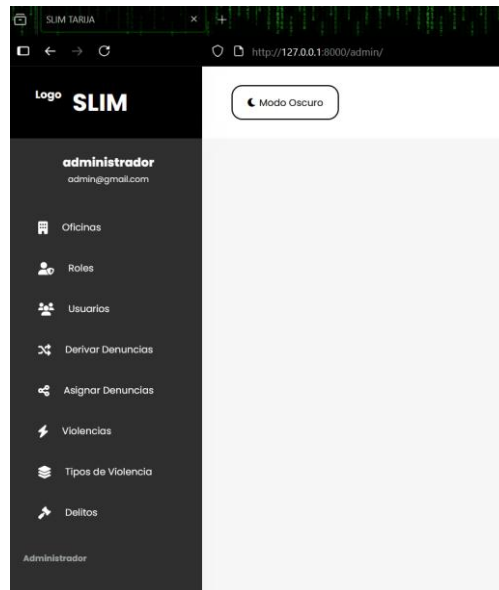 SLIM TARIJA
http://127.0.0.1:8000/admin/
Logo SLIM
Modo Oscuro
administrador
admin@gmail.com
Oficinas
Roles
Usuarios
Derivar Denuncias
Asignar Denuncias
Violencias
Tipos de Violencia
Delitos
Administrador